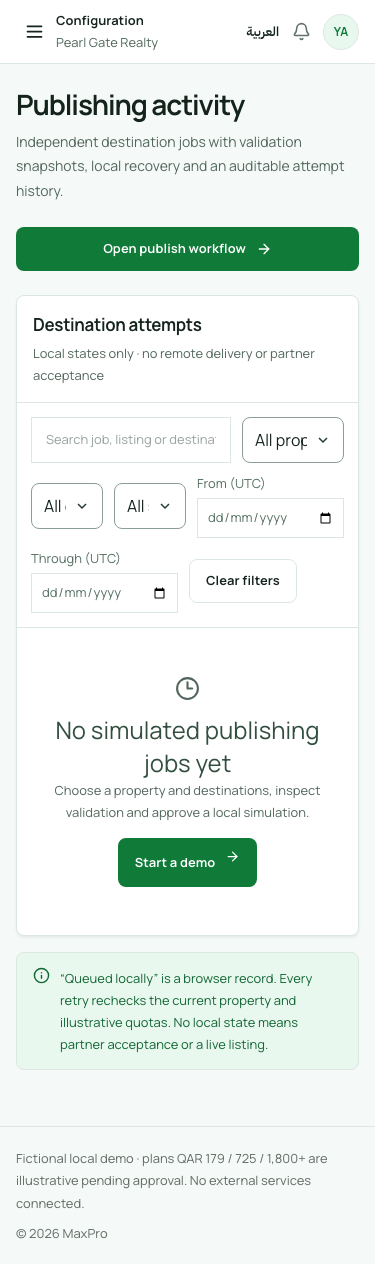 Configuration
Pearl Gate Realty
العربية
YA
Publishing activity
Independent destination jobs with validation
snapshots, local recovery and an auditable attempt
history.
Open publish workflow
Destination attempts
Local states only · no remote delivery or partner
acceptance
Search job, listing or destina
All prop
All
All
From (UTC)
dd/mm/yyyy
Through (UTC)
dd/mm/yyyy
Clear filters
No simulated publishing
jobs yet
Choose a property and destinations, inspect
validation and approve a local simulation.
Start a demo
“Queued locally” is a browser record. Every
retry rechecks the current property and
illustrative quotas. No local state means
partner acceptance or a live listing.
Fictional local demo · plans QAR 179 / 725 / 1,800+ are
illustrative pending approval. No external services
connected.
© 2026 MaxPro